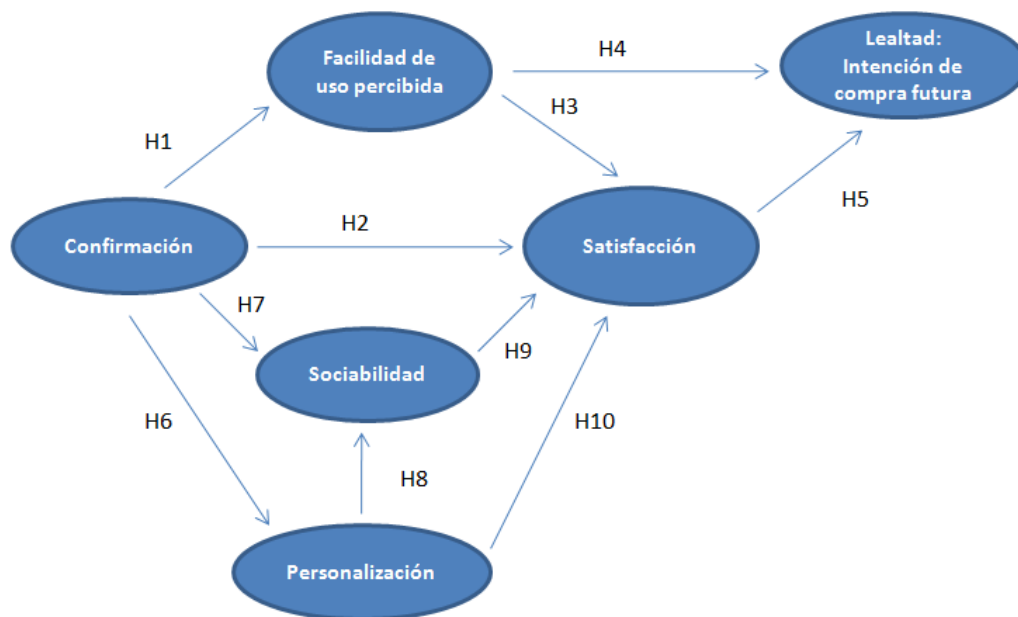 Facilidad de
uso percibida
H4
Lealtad:
Intención de
compra futura
H3
H1
H5
Confirmación
H2
Satisfacción
H7
H9
Sociabilidad
H6
H10
H8
Personalización